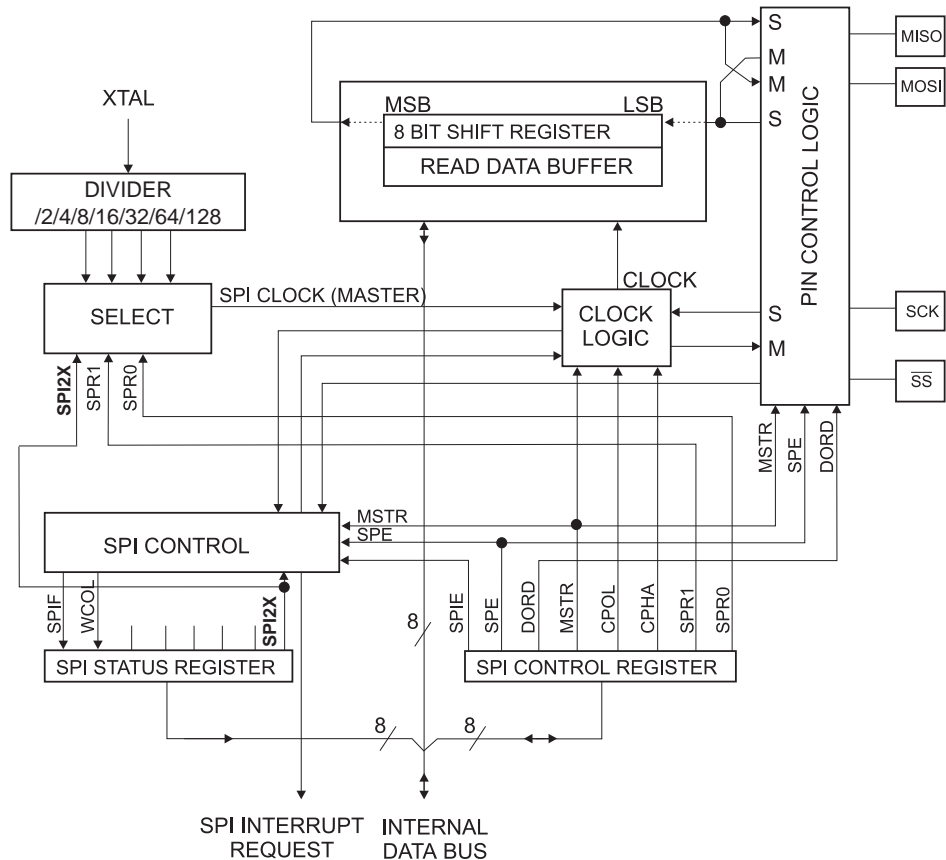 S
MISO
M
MOSI
M
S
XTAL
MSB
LSB
8 BIT SHIFT REGISTER
READ DATA BUFFER
DIVIDER
/2/4/8/16/32/64/128
PIN CONTROL LOGIC
CLOCK
SPI CLOCK (MASTER)
SELECT
CLOCK
LOGIC
S
M
SCK
SS
SPI2X
SPR1
SPR0
MSTR
SPE
DORD
MSTR
SPE
SPI CONTROL
SPIF
WCOL
SPI2X
8
SPIE
SPE
DORD
MSTR
CPOL
CPHA
SPR1
SPR0
SPI STATUS REGISTER
SPI CONTROL REGISTER
8
8
SPI INTERRUPT
REQUEST
INTERNAL
DATA BUS